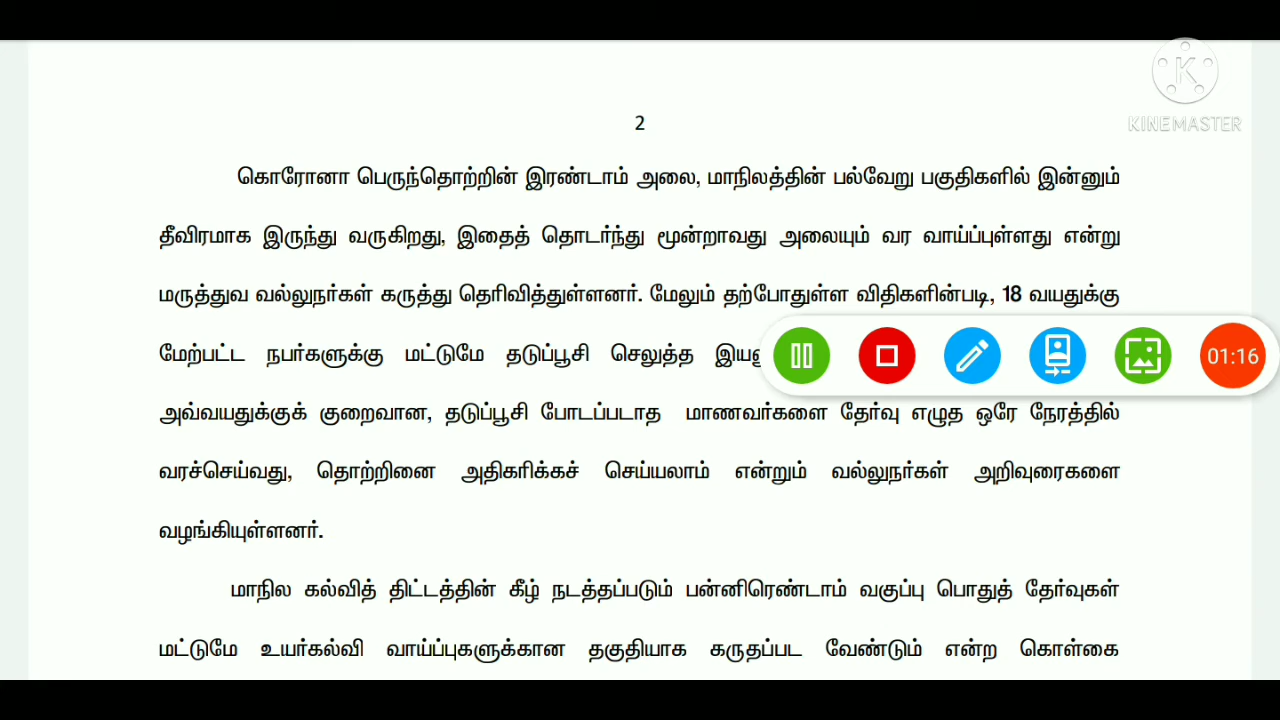 KINEMASTER
2
கொரோனா பெருந்தொற்றின் இரண்டாம் அலை, மாநிலத்தின் பல்வேறு பகுதிகளில் இன்னும்
தீவிரமாக இருந்து வருகிறது, இதைத் தொடர்ந்து மூன்றாவது அலையும் வர வாய்ப்புள்ளது என்று
மருத்துவ வல்லுநர்கள் கருத்து தெரிவித்துள்ளனர். மேலும் தற்போதுள்ள விதிகளின்படி, 18 வயதுக்கு
மேற்பட்ட நபர்களுக்கு மட்டுமே தடுப்பூசி செலுத்த
01:16
அவ்வயதுக்குக் குறைவான, தடுப்பூசி போடப்படாத மாணவர்களை தேர்வு எழுத ஒரே நேரத்தில்
வரச்செய்வது, தொற்றினை அதிகரிக்கச் செய்யலாம் என்றும் வல்லுநர்கள் அறிவுரைகளை
வழங்கியுள்ளனர்.
மாநில கல்வித் திட்டத்தின் கீழ் நடத்தப்படும் பன்னிரெண்டாம் வகுப்பு பொதுத் தேர்வுகள்
மட்டுமே உயர்கல்வி வாய்ப்புகளுக்கான தகுதியாக கருதப்பட வேண்டும் என்ற கொள்கை